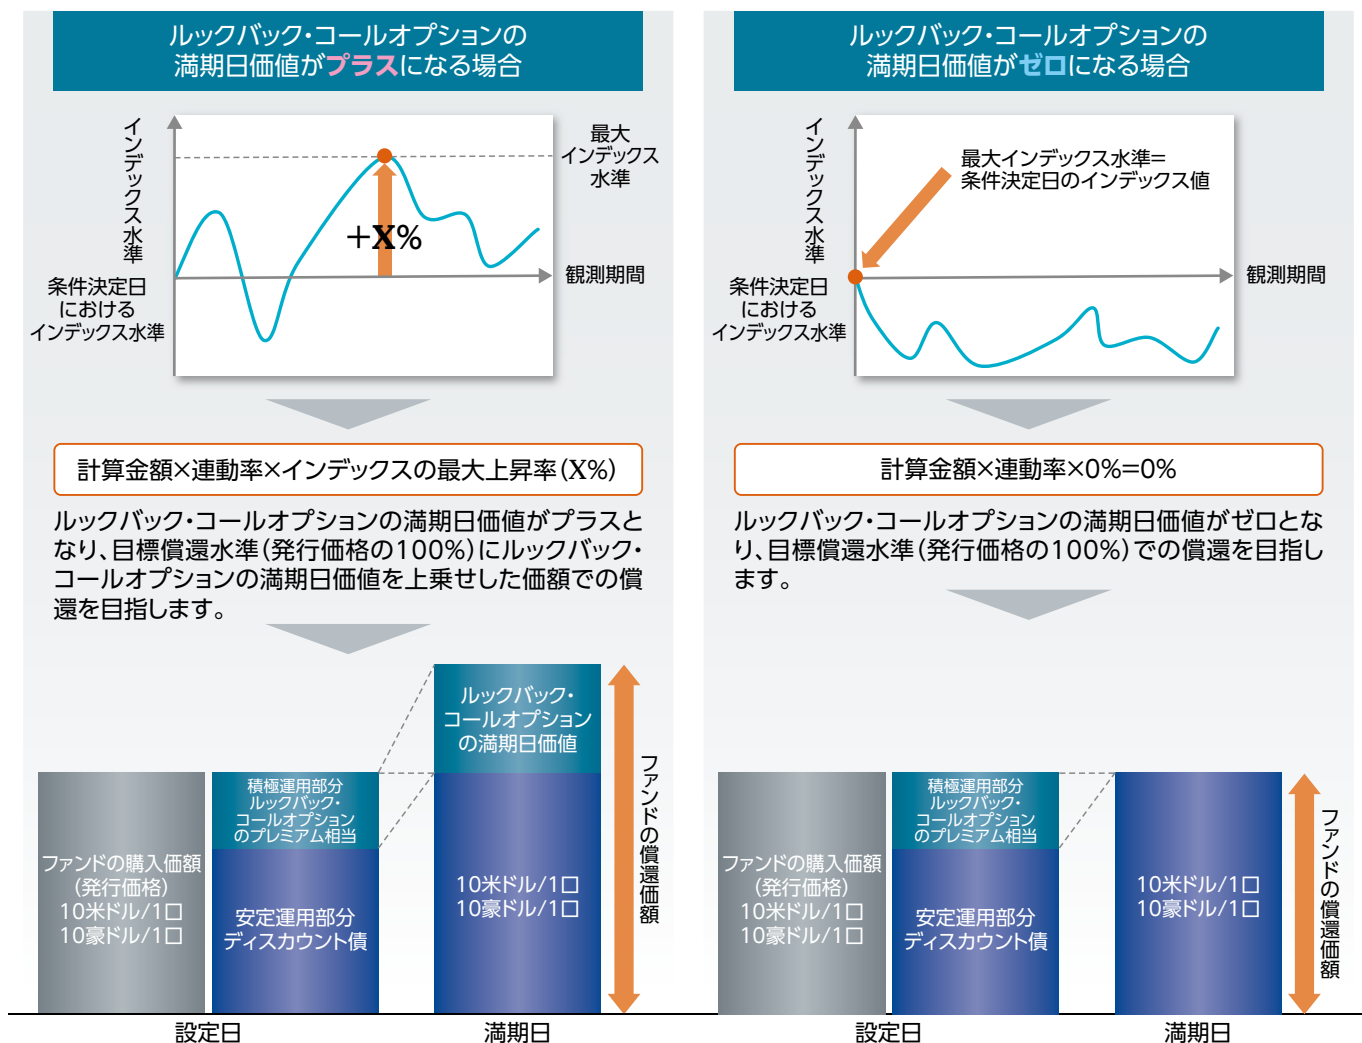 ルックバック・コールオプションの
満期日価値がプラスになる場合
インデックス水準
最大
インデックス
水準
+X%
観測期間
条件決定日
における
インデックス水準
計算金額×連動率×インデックスの最大上昇率(X%)
ルックバック・コールオプションの満期日価値がプラスと
なり、目標償還水準(発行価格の100%)にルックバック・
コールオプションの満期日価値を上乗せした価額での償
還を目指します。
ルックバック・
コールオプション
の満期日価値
積極運用部分
ルックバック・
コールオプション
のプレミアム相当
ファンドの購入価額
(発行価格)
10米ドル/1口
10豪ドル/1口
安定運用部分
ディスカウント債
10米ドル/1口
10豪ドル/1口
ファンドの償還価額
設定日
満期日
ルックバック・コールオプションの
満期日価値がゼロになる場合
インデックス水準
最大インデックス水準=
条件決定日のインデックス値
観測期間
条件決定日
における
インデックス水準
計算金額×連動率×0%=0%
ルックバック・コールオプションの満期日価値がゼロとな
り、目標償還水準(発行価格の100%)での償還を目指し
ます。
積極運用部分
ルックバック・
コールオプション
のプレミアム相当
ファンドの購入価額
(発行価格)
10米ドル/1口
10豪ドル/1口
安定運用部分
ディスカウント債
10米ドル/1口
10豪ドル/1口
ファンドの償還価額
設定日
満期日